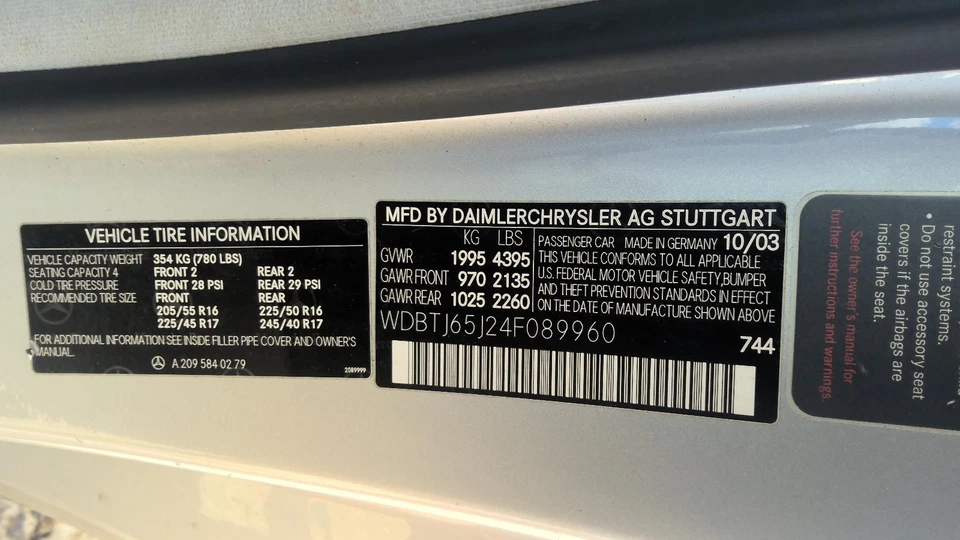 VEHICLE TIRE INFORMATION
VEHICLE CAPACITY WEIGHT 354 KG (780 LBS)
SEATING CAPACITY 4 FRONT 2 REAR 2
COLD TIRE PRESSURE FRONT 28 PSI REAR 29 PSI
RECOMMENDED TIRE SIZE FRONT REAR
205/55 R16 225/50 R16
225/45 R17 245/40 R17
FOR ADDITIONAL INFORMATION SEE INSIDE FILLER PIPE COVER AND OWNER'S
MANUAL.
A 209 584 02 79
2089999
MFD BY DAIMLERCHRYSLER AG STUTTGART
KG LBS
GVWR 1995 4395
GAWR FRONT 970 2135
GAWR REAR 1025 2260
PASSENGER CAR MADE IN GERMANY 10/03
THIS VEHICLE CONFORMS TO ALL APPLICABLE
U.S. FEDERAL MOTOR VEHICLE SAFETY,BUMPER
AND THEFT PREVENTION STANDARDS IN EFFECT
ON THE DATE OF MANUFACTURE SHOWN ABOVE
WDBTJ65J24F089960
744
restraint systems.
• Do not use accessory seat
covers if the airbags are
inside the seat.
See the owner's manual for
further instructions and warnings.